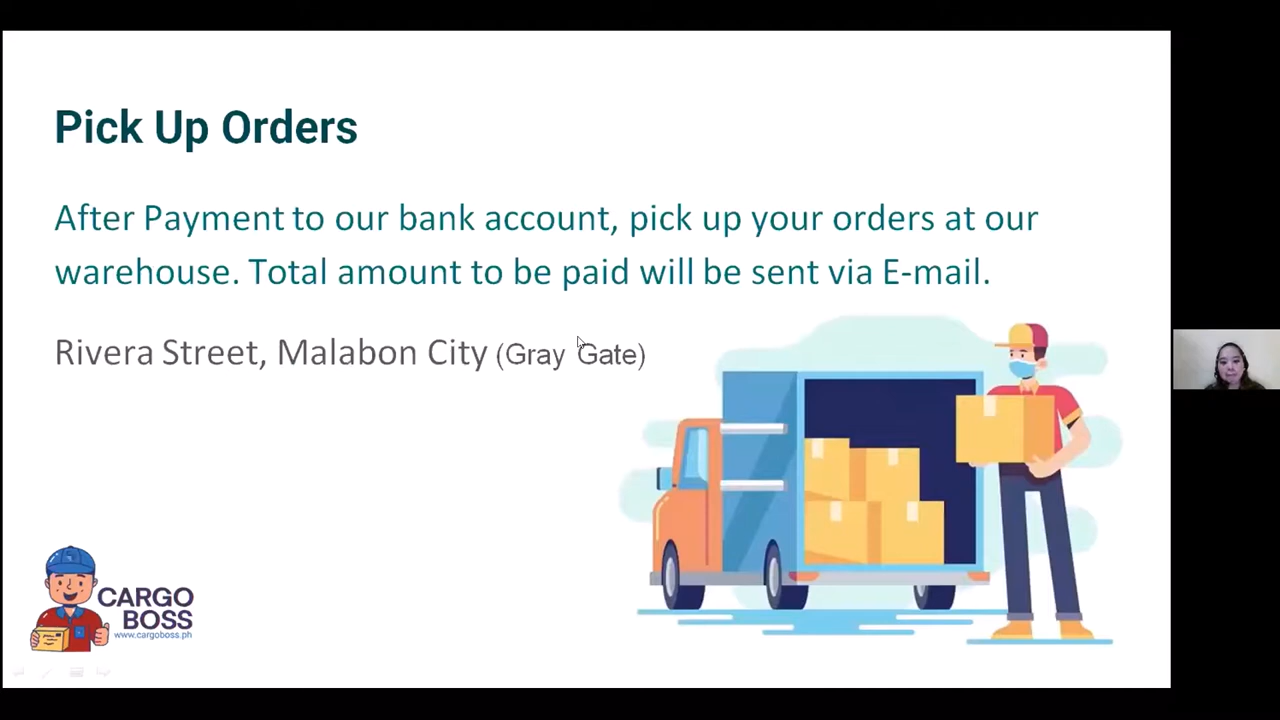 Pick Up Orders
After Payment to our bank account, pick up your orders at our
warehouse. Total amount to be paid will be sent via E-mail.
Rivera Street, Malabon City (Gray Gate)
CARGO
BOSS
www.cargoboss.ph